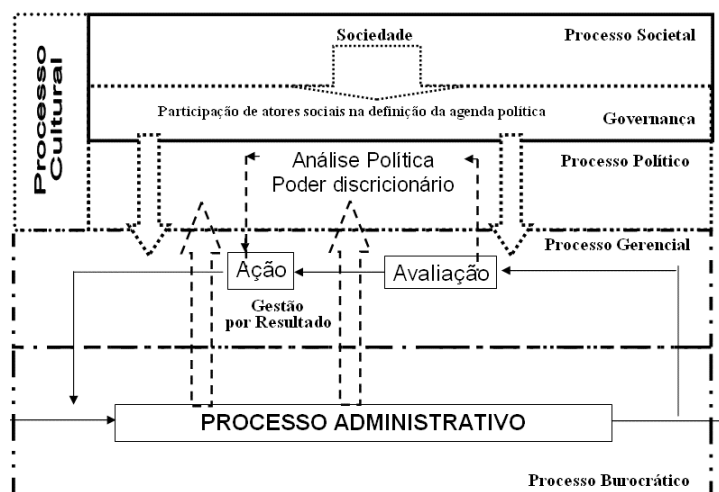 Processo
Cultural
Sociedade
Processo Societal
Participação de atores sociais na definição da agenda política
Governança
Análise Política
Poder discricionário
Processo Político
Processo Gerencial
Ação
Avaliação
Gestão
por Resultado
PROCESSO ADMINISTRATIVO
Processo Burocrático